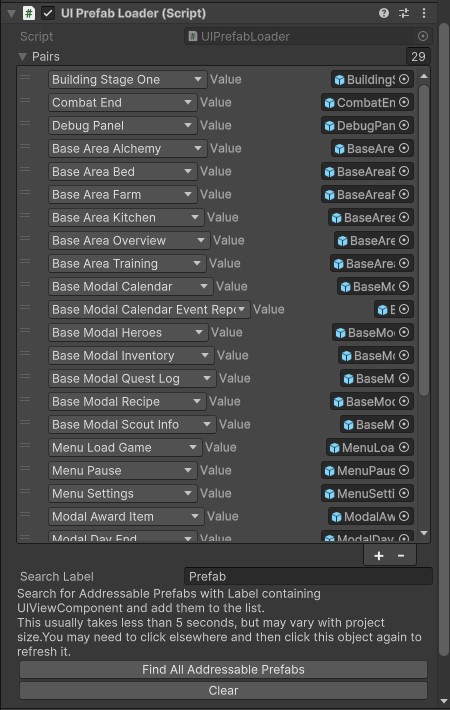 UI Prefab Loader (Script)
Script UIPrefabLoader
Pairs 29
Building Stage One Value Building
Combat End Value CombatEn
Debug Panel Value DebugPan
Base Area Alchemy Value BaseAre
Base Area Bed Value BaseAreaB
Base Area Farm Value BaseAreaF
Base Area Kitchen Value BaseArea
Base Area Overview Value BaseAre
Base Area Training Value BaseArea
Base Modal Calendar Value BaseMo
Base Modal Calendar Event Repo Value
Base Modal Heroes Value BaseMo
Base Modal Inventory Value BaseMo
Base Modal Quest Log Value BaseM
Base Modal Recipe Value BaseMod
Base Modal Scout Info Value BaseM
Menu Load Game Value MenuLoa
Menu Pause Value MenuPaus
Menu Settings Value MenuSetti
Modal Award Item Value ModalAw
Modal Day End Value ModalDay
+ -
Search Label Prefab
Search for Addressable Prefabs with Label containing
UIViewComponent and add them to the list.
This usually takes less than 5 seconds, but may vary with project
size.You may need to click elsewhere and then click this object again to
refresh it.
Find All Addressable Prefabs
Clear